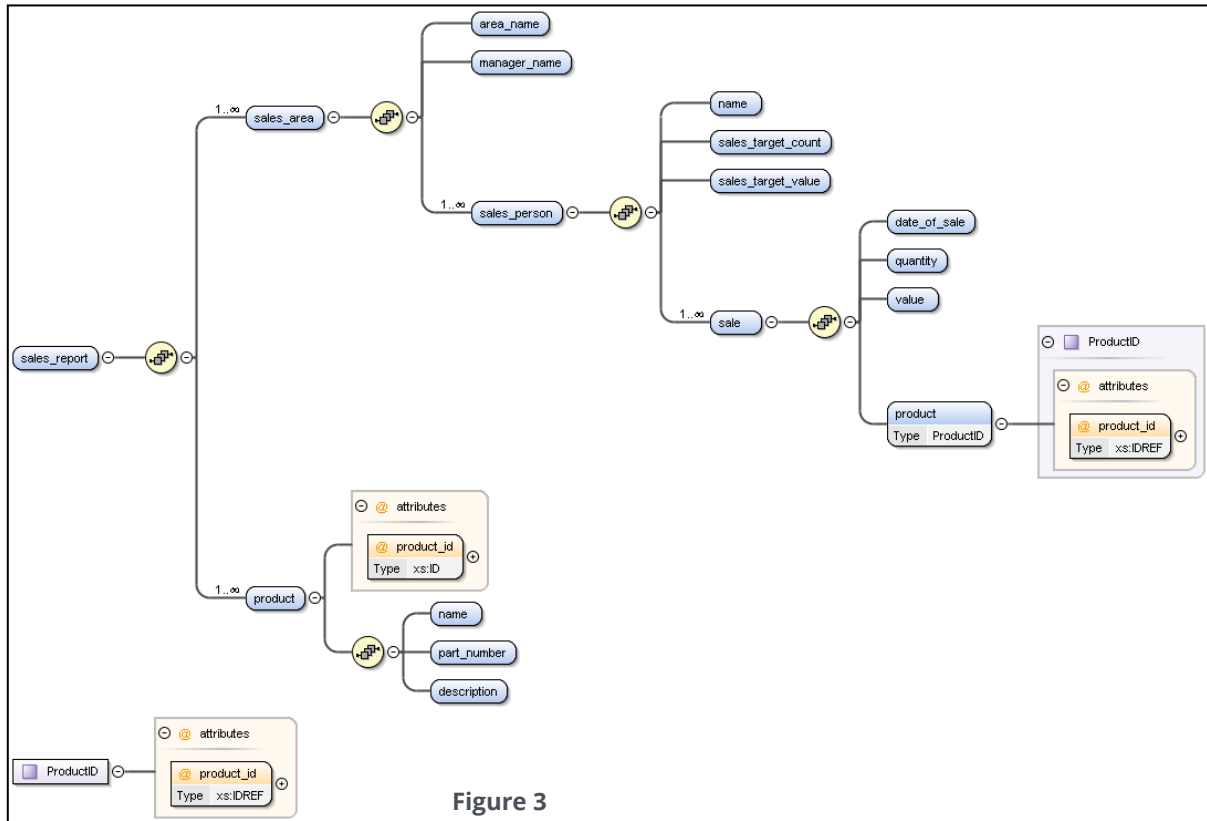 area_name
manager_name
1..∞
sales_area
name
sales_target_count
sales_target_value
1..∞
sales_person
date_of_sale
quantity
value
1..∞
sale
ProductID
@ attributes
@ product_id
Type xs:IDREF
product
Type ProductID
sales_report
@ attributes
@ product_id
Type xs:ID
1..∞
product
name
part_number
description
@ attributes
ProductID
@ product_id
Type xs:IDREF
Figure 3